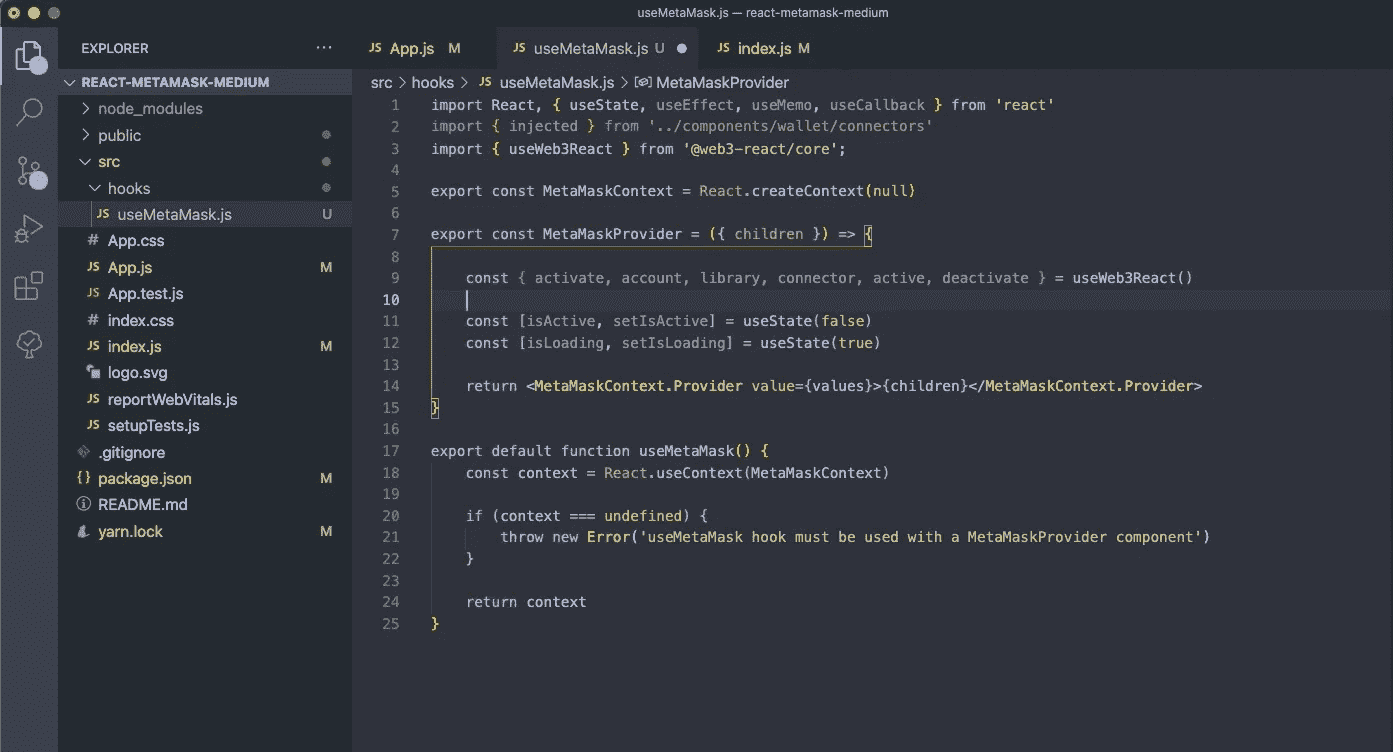 useMetaMask.js — react-metamask-medium
EXPLORER ...
JS App.js M
JS useMetaMask.js U
JS index.js M
REACT-METAMASK-MEDIUM
node_modules
public
src
hooks
JS useMetaMask.js U
# App.css
JS App.js M
JS App.test.js
# index.css
JS index.js M
logo.svg
JS reportWebVitals.js
JS setupTests.js
.gitignore
{} package.json M
README.md
yarn.lock M
src > hooks > JS useMetaMask.js > MetaMaskProvider
1 import React, { useState, useEffect, useMemo, useCallback } from 'react'
2 import { injected } from '../components/wallet/connectors'
3 import { useWeb3React } from '@web3-react/core';
4
5 export const MetaMaskContext = React.createContext(null)
6
7 export const MetaMaskProvider = ({ children }) => {
8
9 const { activate, account, library, connector, active, deactivate } = useWeb3React()
10
11 const [isActive, setIsActive] = useState(false)
12 const [isLoading, setIsLoading] = useState(true)
13
14 return <MetaMaskContext.Provider value={values}>{children}</MetaMaskContext.Provider>
15 }
16
17 export default function useMetaMask() {
18 const context = React.useContext(MetaMaskContext)
19
20 if (context === undefined) {
21 throw new Error('useMetaMask hook must be used with a MetaMaskProvider component')
22 }
23
24 return context
25 }